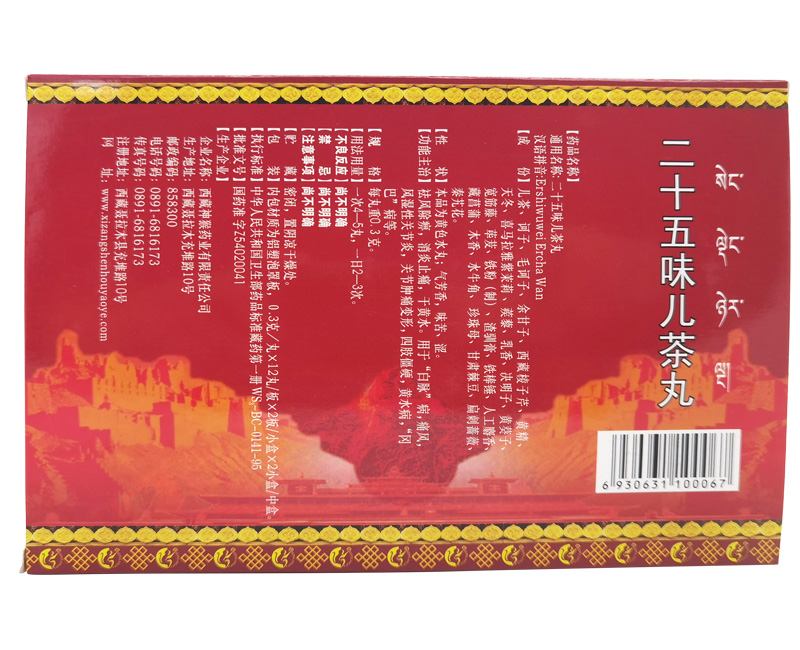 二十五味儿茶丸
【药品名称】
通用名称:二十五味儿茶丸
汉语拼音:Ershiwuwei Ercha Wan
【成 份】儿茶、诃子、毛诃子、余甘子、西藏棱子芹、黄精、
天冬、喜马拉雅紫茉莉、蒺藜、乳香、决明子、黄葵子、
宽筋藤、荜茇、铁粉(制)、渣驯膏、铁棒锤、人工麝香、
藏菖蒲、木香、水牛角、珍珠母、甘肃棘豆、扁刺蔷薇、
秦艽花。
【性 状】本品为黄色水丸;气芳香,味苦、涩。
【功能主治】祛风除痹,消炎止痛,干黄水。用于“白脉”病,痛风,
风湿性关节炎,关节肿痛变形,四肢僵硬,黄水病,“冈
巴”病等。
【规 格】每丸重0.3克。
【用法用量】一次4–5丸,一日2–3次。
【不良反应】尚不明确
【禁 忌】尚不明确
【注意事项】尚不明确
【贮 藏】密闭,置阴凉干燥处。
【包 装】内包材质为铝塑泡罩板,0.3克/丸×12丸/板×2板/小盒×2小盒/中盒。
【执行标准】中华人民共和国卫生部药品标准藏药第一册WS₃-BC-0141-95
【批准文号】国药准字Z54020041
【生产企业】
企业名称:西藏神猴药业有限责任公司
生产地址:西藏聂拉木充堆路10号
邮政编码:858300
电话号码:0891-6816173
传真号码:0891-6816173
注册地址:西藏聂拉木县充堆路10号
网 址:www.xizangshenhouyaoye.com
6 930631 100067